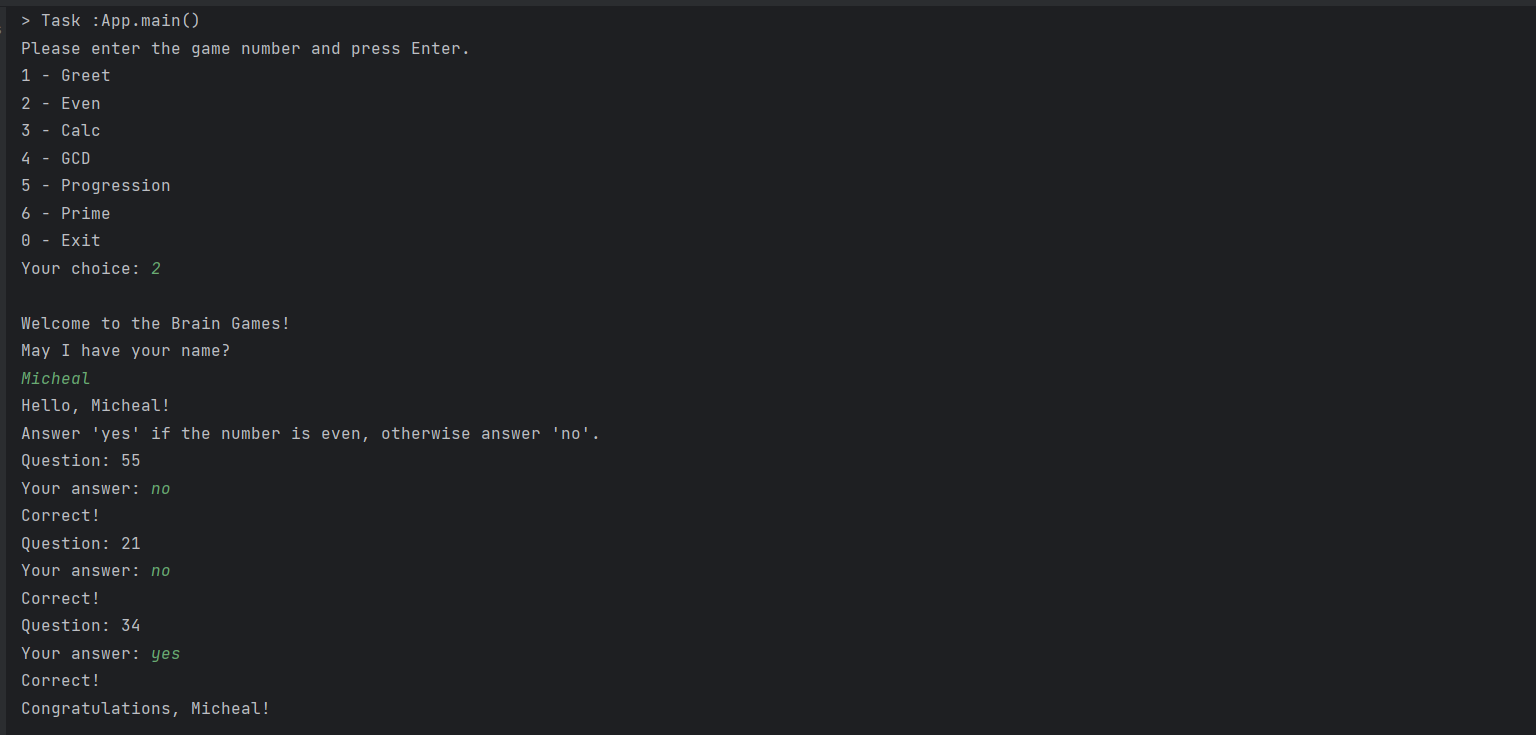 > Task :App.main()
Please enter the game number and press Enter.
1 - Greet
2 - Even
3 - Calc
4 - GCD
5 - Progression
6 - Prime
0 - Exit
Your choice: 2
Welcome to the Brain Games!
May I have your name?
Micheal
Hello, Micheal!
Answer 'yes' if the number is even, otherwise answer 'no'.
Question: 55
Your answer: no
Correct!
Question: 21
Your answer: no
Correct!
Question: 34
Your answer: yes
Correct!
Congratulations, Micheal!